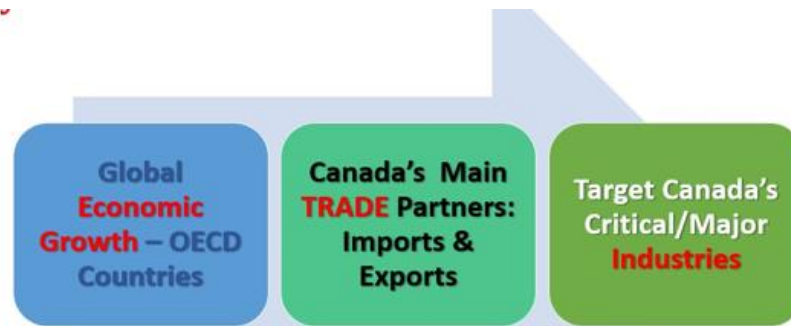 Global
Economic
Growth – OECD
Countries
Canada's Main
TRADE Partners:
Imports &
Exports
Target Canada's
Critical/Major
Industries